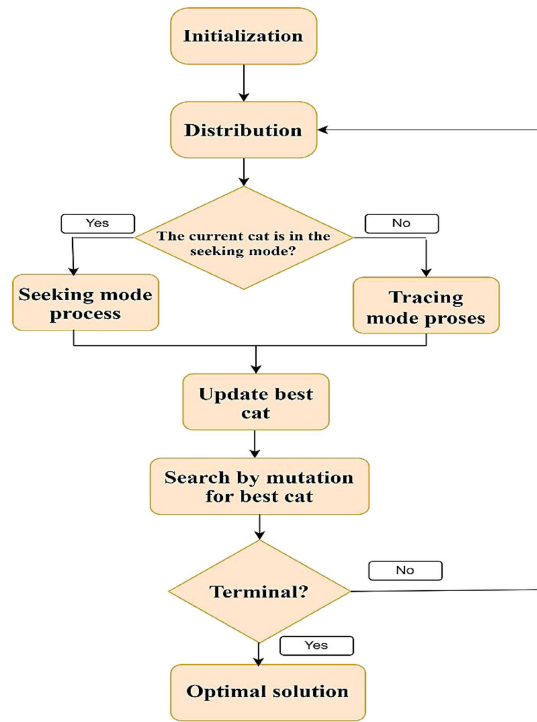 Initialization
Distribution
Yes
No
The current cat is in the
seeking mode?
Seeking mode
process
Tracing
mode proses
Update best
cat
Search by mutation
for best cat
No
Terminal?
Yes
Optimal solution